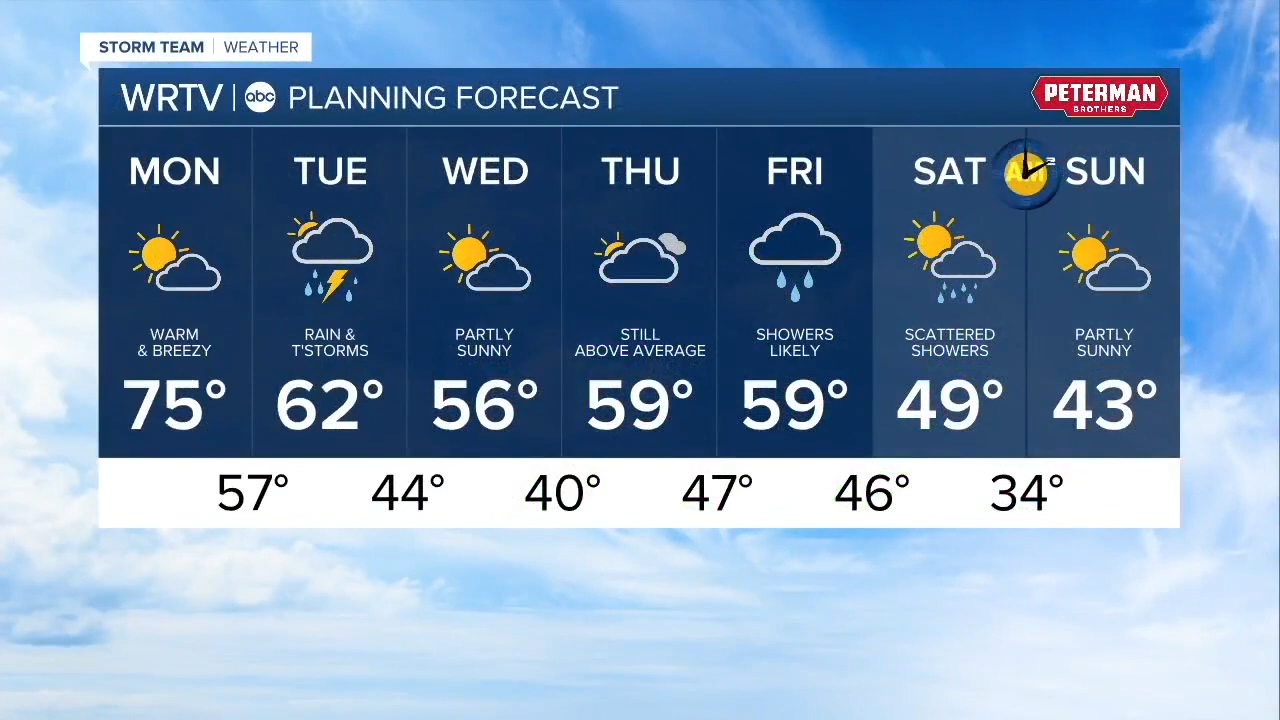 STORM TEAM | WEATHER
WRTV | abc PLANNING FORECAST
PETERMAN
BROTHERS
MON TUE WED THU FRI SAT AM SUN
WARM
& BREEZY
RAIN &
T'STORMS
PARTLY
SUNNY
STILL
ABOVE AVERAGE
SHOWERS
LIKELY
SCATTERED
SHOWERS
PARTLY
SUNNY
75° 62° 56° 59° 59° 49° 43°
57° 44° 40° 47° 46° 34°